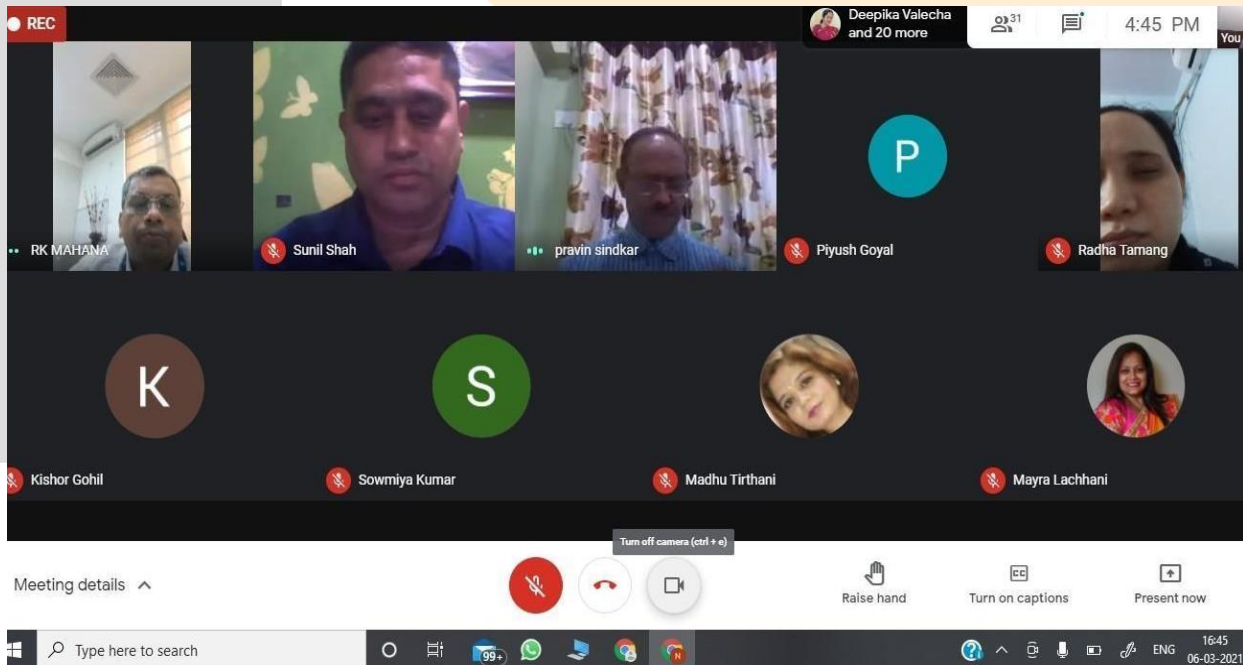 REC
Deepika Valecha
and 20 more
31
4:45 PM
You
RK MAHANA
Sunil Shah
pravin sindkar
P
Piyush Goyal
Radha Tamang
K
S
Kishor Gohil
Sowmiya Kumar
Madhu Tirthani
Mayra Lachhani
Turn off camera (ctrl + e)
Meeting details
Raise hand
CC
Turn on captions
Present now
Type here to search
99+
N
ENG
16:45
06-03-2021